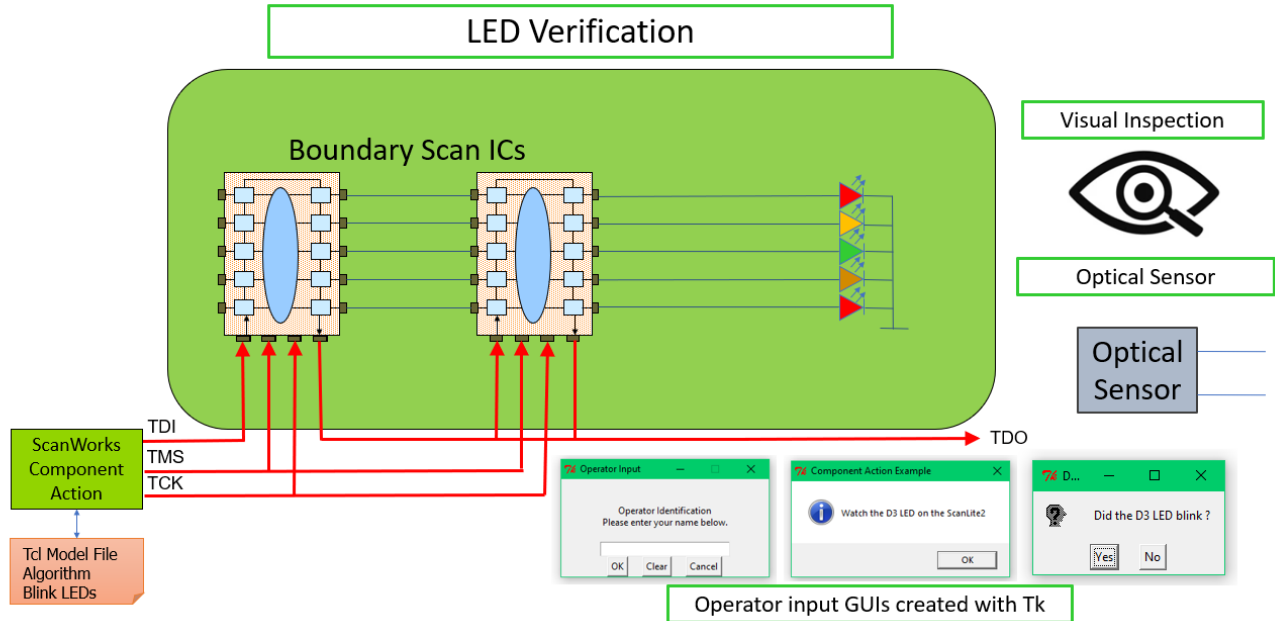 LED Verification
Boundary Scan ICs
Visual Inspection
Optical Sensor
Optical
Sensor
TDI
TMS
TCK
TDO
ScanWorks
Component
Action
Tcl Model File
Algorithm
Blink LEDs
Operator Input
Operator Identification
Please enter your name below.
OK Clear Cancel
Component Action Example
Watch the D3 LED on the ScanLite2
OK
D...
Did the D3 LED blink ?
Yes No
Operator input GUIs created with Tk